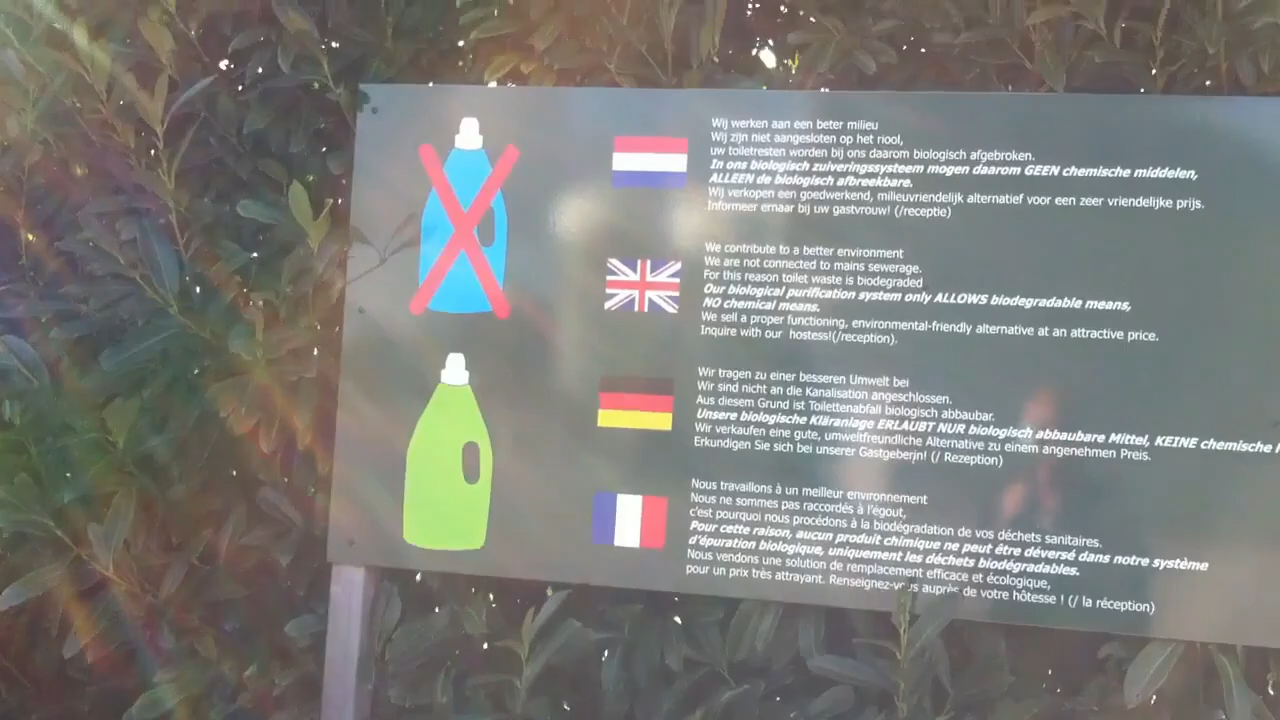 Wij werken aan een beter milieu
Wij zijn niet aangesloten op het riool,
uw toiletresten worden bij ons daarom biologisch afgebroken.
In ons biologisch zuiveringssysteem mogen daarom GEEN chemische middelen,
ALLEEN de biologisch afbreekbare.
Wij verkopen een goedwerkend, milieuvriendelijk alternatief voor een zeer vriendelijke prijs.
Informeer ernaar bij uw gastvrouw! (/receptie)
We contribute to a better environment
We are not connected to mains sewerage.
For this reason toilet waste is biodegraded
Our biological purification system only ALLOWS biodegradable means,
NO chemical means.
We sell a proper functioning, environmental-friendly alternative at an attractive price.
Inquire with our hostess!(/reception).
Wir tragen zu einer besseren Umwelt bei
Wir sind nicht an die Kanalisation angeschlossen.
Aus diesem Grund ist Toilettenabfall biologisch abbaubar.
Unsere biologische Kläranlage ERLAUBT NUR biologisch abbaubare Mittel, KEINE chemische
Wir verkaufen eine gute, umweltfreundliche Alternative zu einem angenehmen Preis.
Erkundigen Sie sich bei unserer Gastgeberin! (/ Rezeption)
Nous travaillons à un meilleur environnement
Nous ne sommes pas raccordés à l'égout,
c'est pourquoi nous procédons à la biodégradation de vos déchets sanitaires.
Pour cette raison, aucun produit chimique ne peut être déversé dans notre système
d'épuration biologique, uniquement les déchets biodégradables.
Nous vendons une solution de remplacement efficace et écologique,
pour un prix très attrayant. Renseignez-vous auprès de votre hôtesse ! (/ la réception)